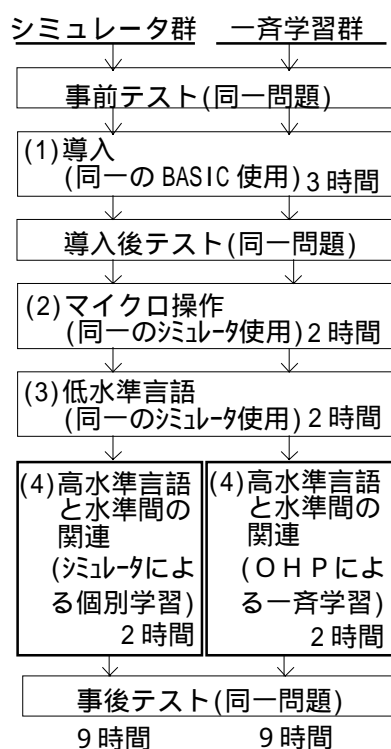 シミュレータ群 一斉学習群
事前テスト(同一問題)
(1)導入
(同一のBASIC使用)3時間
導入後テスト(同一問題)
(2)マイクロ操作
(同一のシミュレータ使用)2時間
(3)低水準言語
(同一のシミュレータ使用)2時間
(4)高水準言語
と水準間の
関連
(シミュレータによ
る個別学習)
2時間
(4)高水準言語
と水準間の
関連
(OHPによ
る一斉学習)
2時間
事後テスト(同一問題)
9時間 9時間